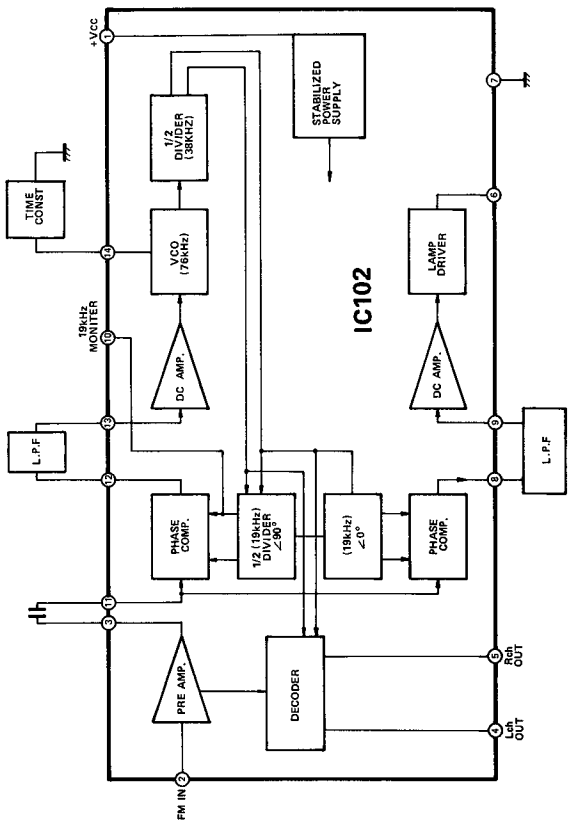 +VCC
1
STABILIZED
POWER
SUPPLY
7
1/2
DIVIDER
(38KHZ)
TIME
CONST
14
VCO
(76kHz)
LAMP
DRIVER
6
IC102
19kHz
MONITER
10
DC AMP.
DC AMP.
L.P.F
13
12
9
8
L.P.F
PHASE
COMP.
1/2 (19kHz)
DIVIDER
∠90°
(19kHz)
∠0°
PHASE
COMP.
11
3
PRE AMP.
DECODER
5
Rch
OUT
4
Lch
OUT
2
FM IN